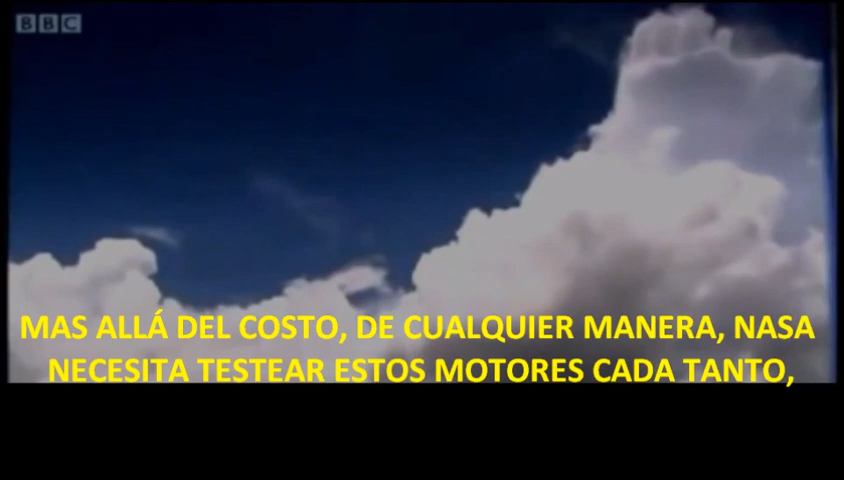 BBC
MAS ALLÁ DEL COSTO, DE CUALQUIER MANERA, NASA
NECESITA TESTEAR ESTOS MOTORES CADA TANTO,